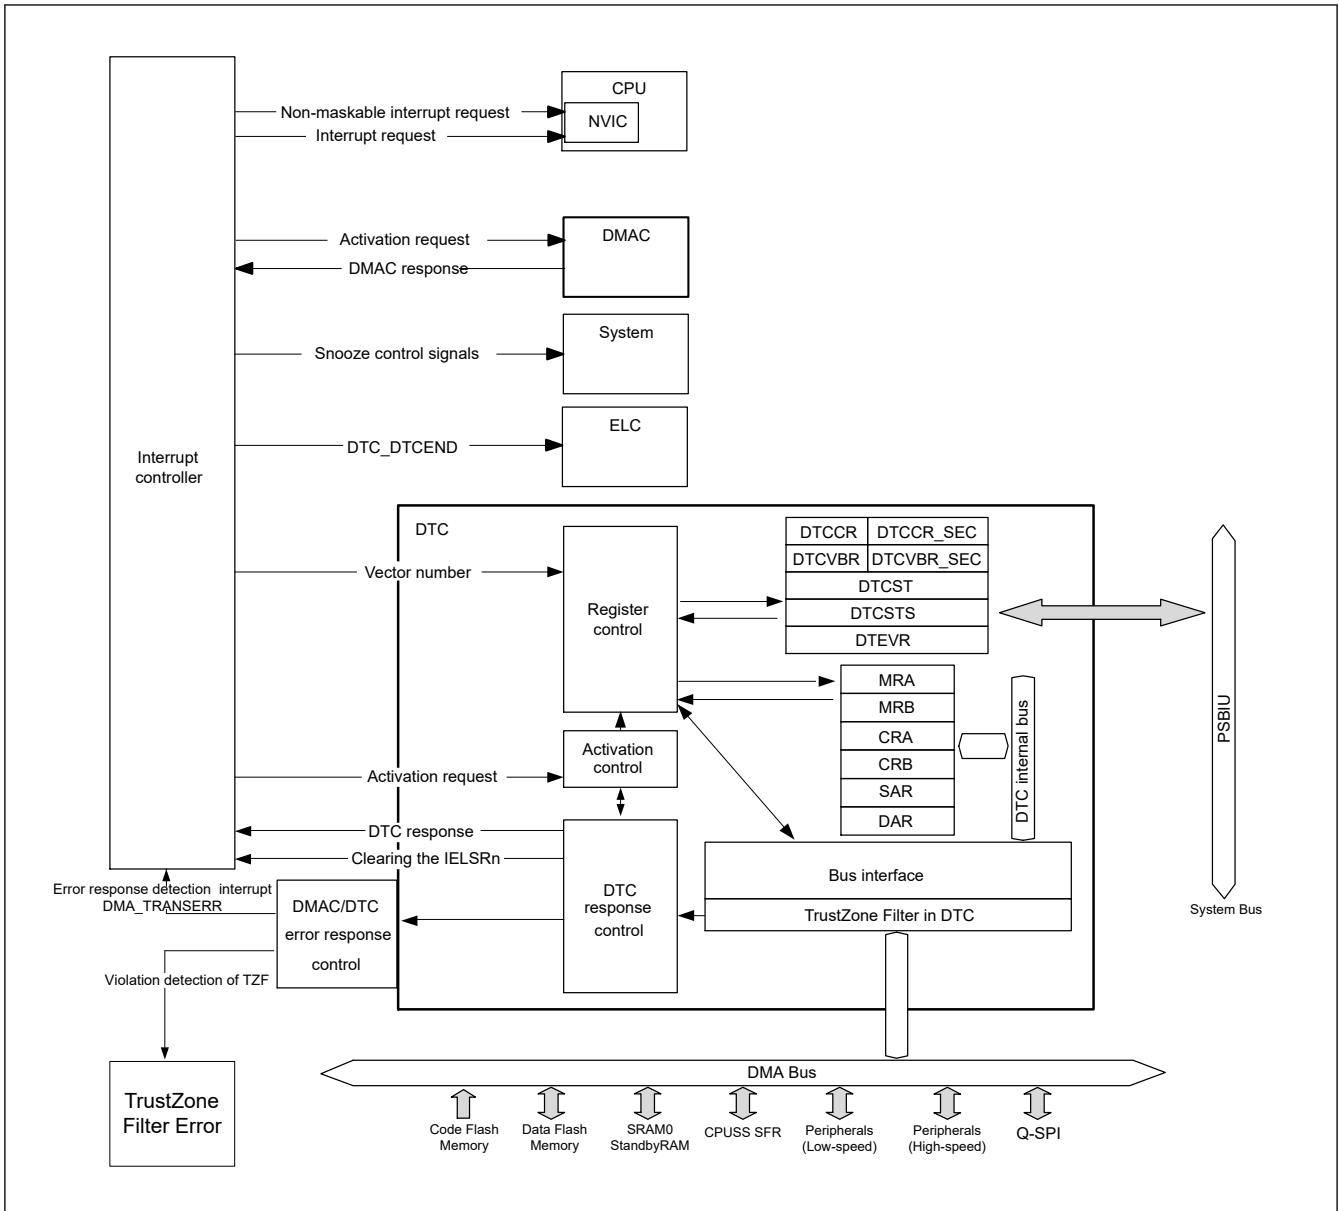 CPU
NVIC
Non-maskable interrupt request
Interrupt request
Activation request
DMAC
DMAC response
System
Snooze control signals
ELC
DTC_DTCEND
Interrupt
controller
DTC
Vector number
Register
control
DTCCR DTCCR_SEC
DTCVBR DTCVBR_SEC
DTCST
DTCSTS
DTEVR
MRA
MRB
CRA
CRB
SAR
DAR
DTC internal bus
PSBIU
System Bus
Activation
control
Activation request
DTC response
Clearing the IELSRn
DTC
response
control
Bus interface
TrustZone Filter in DTC
Error response detection interrupt
DMA_TRANSERR
DMAC/DTC
error response
control
Violation detection of TZF
TrustZone
Filter Error
DMA Bus
Code Flash
Memory
Data Flash
Memory
SRAM0
StandbyRAM
CPUSS SFR
Peripherals
(Low-speed)
Peripherals
(High-speed)
Q-SPI